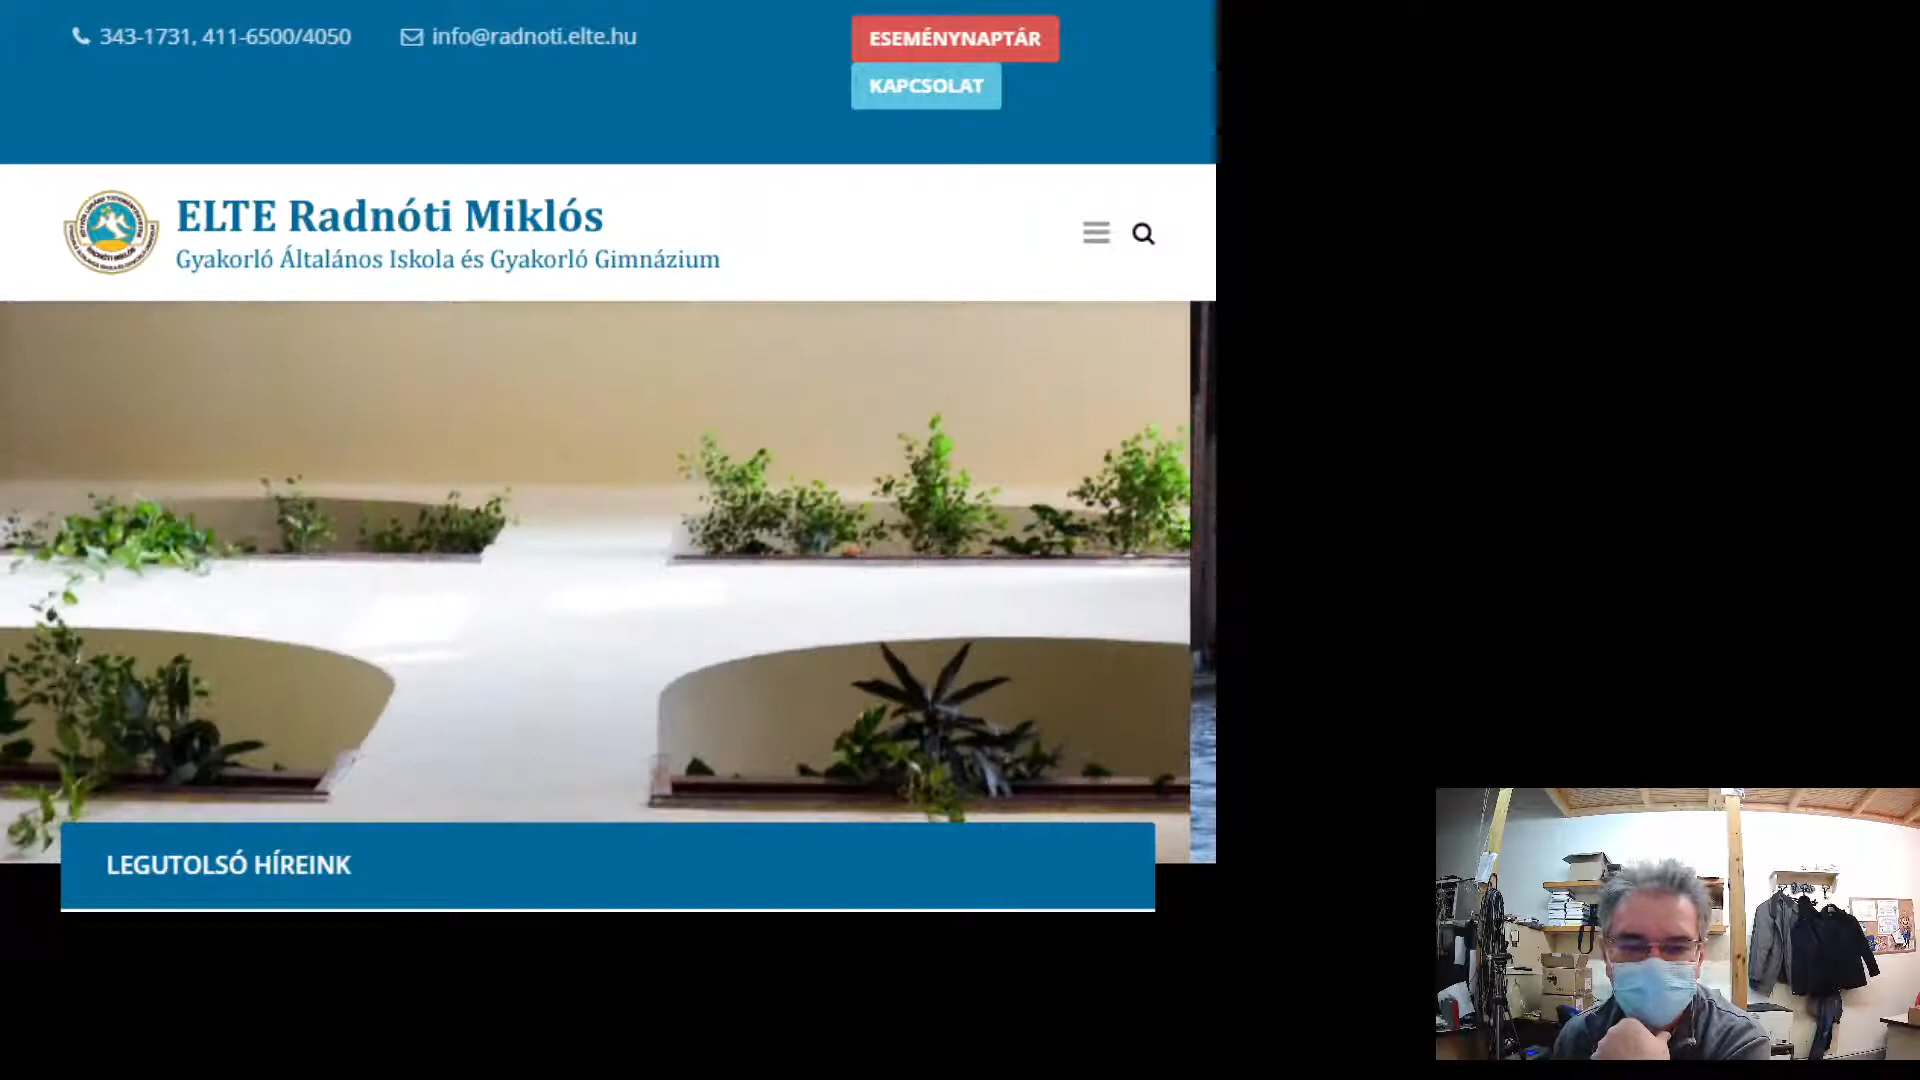 343-1731, 411-6500/4050
info@radnoti.elte.hu
ESEMÉNYNAPTÁR
KAPCSOLAT
ELTE Radnóti Miklós
Gyakorló Általános Iskola és Gyakorló Gimnázium
LEGUTOLSÓ HÍREINK